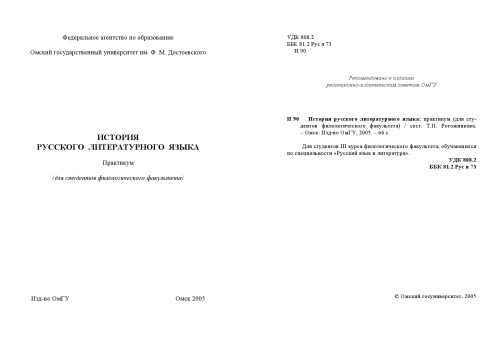 Федеральное агентство по образованию
Омский государственный университет им. Ф. М. Достоевского
ИСТОРИЯ
РУССКОГО ЛИТЕРАТУРНОГО ЯЗЫКА
Практикум
(для студентов филологического факультета)
Изд-во ОмГУ Омск 2005
УДК 808.2
ББК 81.2 Рус я 73
И 90
Рекомендовано к изданию
редакционно-издательским советом ОмГУ
И 90 История русского литературного языка: практикум (для сту-
дентов филологического факультета) / сост. Т.П. Рогожникова.
– Омск: Изд-во ОмГУ, 2005. – 66 с.
Для студентов III курса филологического факультета, обучающихся
по специальности «Русский язык и литература».
УДК 808.2
ББК 81.2 Рус я 73
© Омский госуниверситет, 2005